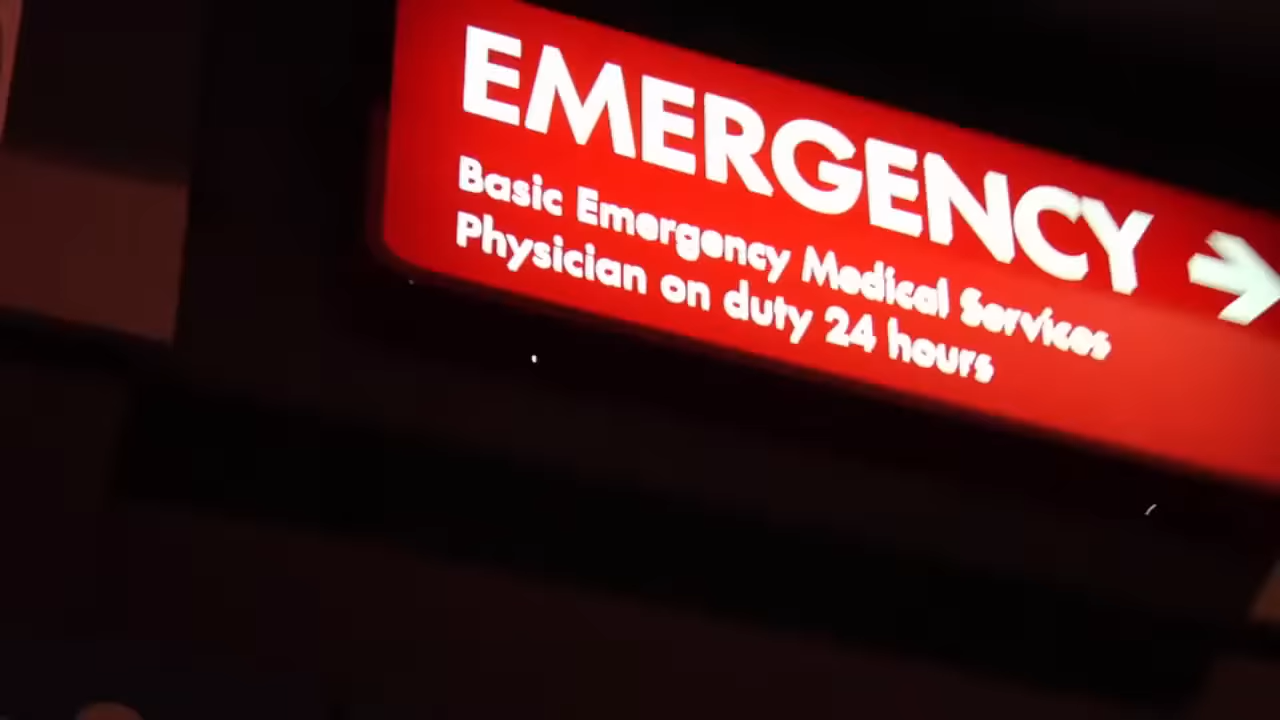 EMERGENCY →
Basic Emergency Medical Services
Physician on duty 24 hours